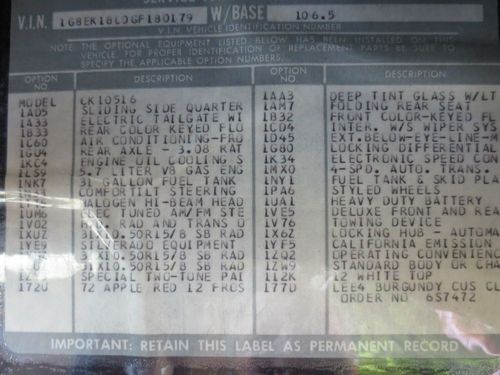 SERVICE
V.I.N. 1G8EK18L0GF180179 W/BASE 106.5
V.I.N. VEHICLE IDENTIFICATION NUMBER
NOTE THE OPTIONAL EQUIPMENT LISTED BELOW HAS BEEN INSTALLED ON THIS
VEHICLE FOR PROPER IDENTIFICATION OF REPLACEMENT PARTS BE SURE TO
SPECIFY THE APPLICABLE OPTION NUMBERS.
OPTION NO DESCRIPTION OPTION NO DESCRIPTION
MODEL CK10516 1AA3 DEEP TINT GLASS W/LT
1AD5 SLIDING SIDE QUARTER 1AM7 FOLDING REAR SEAT
1A33 ELECTRIC TAILGATE WI 1B32 FRONT COLOR-KEYED FL
1B33 REAR COLOR KEYED FLO 1CD4 INTER. W/S WIPER SYS
1C60 AIR CONDITIONING-FRO 1D45 EXT.BELOW-EYE-LINE-M
1GQ4 REAR AXLE - 3.08 RAT 1G80 LOCKING DIFFERENTIAL
1KC4 ENGINE OIL COOLING S 1K34 ELECTRONIC SPEED CON
1LS9 5.7 LITER V8 GAS ENG 1MX0 4-SPD. AUTO. TRANS.
1NK7 31 GALLON FUEL TANK 1NYL FUEL TANK & SKID PLA
COMFORTILT STEERING 1PA6 STYLED WHEELS
HALOGEN HI-BEAM HEAD 1UA1 HEAVY DUTY BATTERY
1UM6 ELEC TUNED AM/FM STE 1VE5 DELUXE FRONT AND REA
1V02 HD. RAD AND TRANS O 1V76 TOWING DEVICE
1XUZ 31X10.50R15/B SB RAD 1X6Z LOCKING HUB - AUTOMA
1YE9 SILVERADO EQUIPMENT 1YF5 CALIFORNIA EMISSION
31X10.50R15/B SB RAD 1ZQ2 OPERATING CONVENIENC
31X10.50R15/B SB RAD 1ZW9 STANDARD BODY OR CHA
SPECIAL TWO-TONE PAI 112K 12 WHITE TOP
172U 72 APPLE RED 12 FROS 177D LEE4 BURGUNDY CUS CL
ORDER NO 6S7472
IMPORTANT: RETAIN THIS LABEL AS PERMANENT RECORD